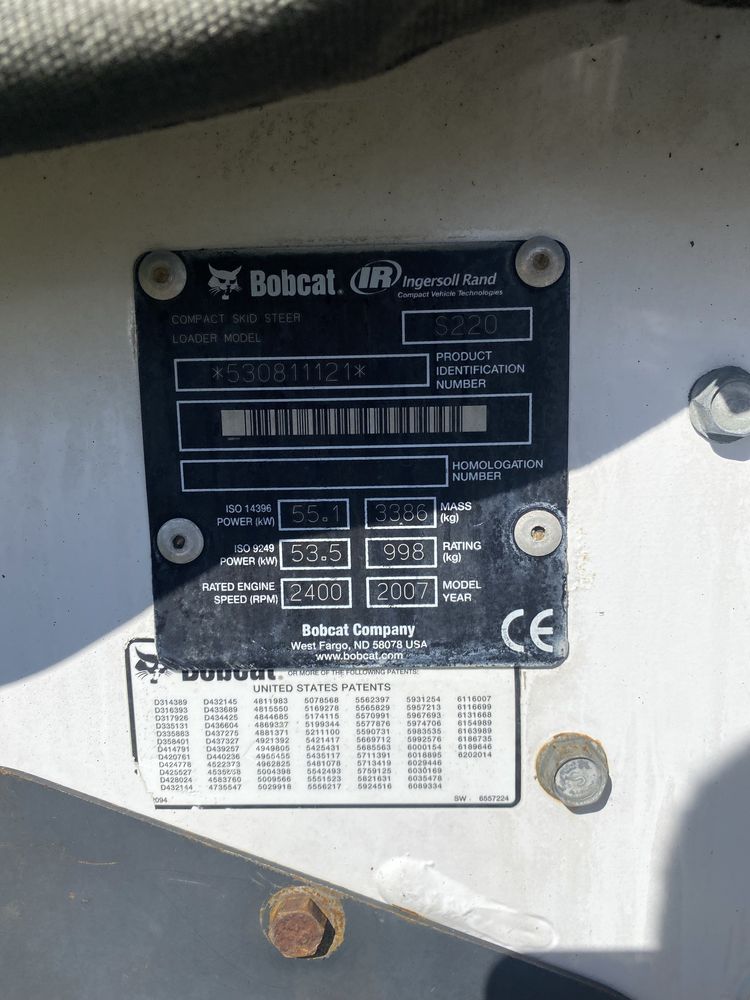 Bobcat. IR Ingersoll Rand
Compact Vehicle Technologies
COMPACT SKID STEER
LOADER MODEL
S220
*530811121*
PRODUCT
IDENTIFICATION
NUMBER
HOMOLOGATION
NUMBER
ISO 14396
POWER (kW)
55.1
3386
MASS
(kg)
ISO 9249
POWER (kW)
53.5
998
RATING
(kg)
RATED ENGINE
SPEED (RPM)
2400
2007
MODEL
YEAR
Bobcat Company
West Fargo, ND 58078 USA
www.bobcat.com
CE
Bobcat. OR MORE OF THE FOLLOWING PATENTS:
UNITED STATES PATENTS
D314389 D432145 4811983 5078568 5562397 5931254 6116007
D316393 D433689 4815550 5169278 5565829 5957213 6116699
D317926 D434425 4844685 5174115 5570991 5967693 6131668
D335131 D436604 4869337 5199344 5577876 5974706 6154989
D335883 D437275 4881371 5211100 5590731 5983535 6163989
D358401 D437327 4921392 5421417 5669712 5992576 6186735
D414791 D439257 4949805 5425431 5685563 6000154 6189646
D420761 D440236 4955455 5435117 5711391 6018895 6202014
D424778 4522373 4962825 5481078 5713419 6029446
D425527 4535858 5004398 5542493 5759125 6030169
D428024 4583760 5009566 5551523 5821631 6035476
D432144 4735547 5029918 5556217 5924516 6089334
2094 SW - 6557224